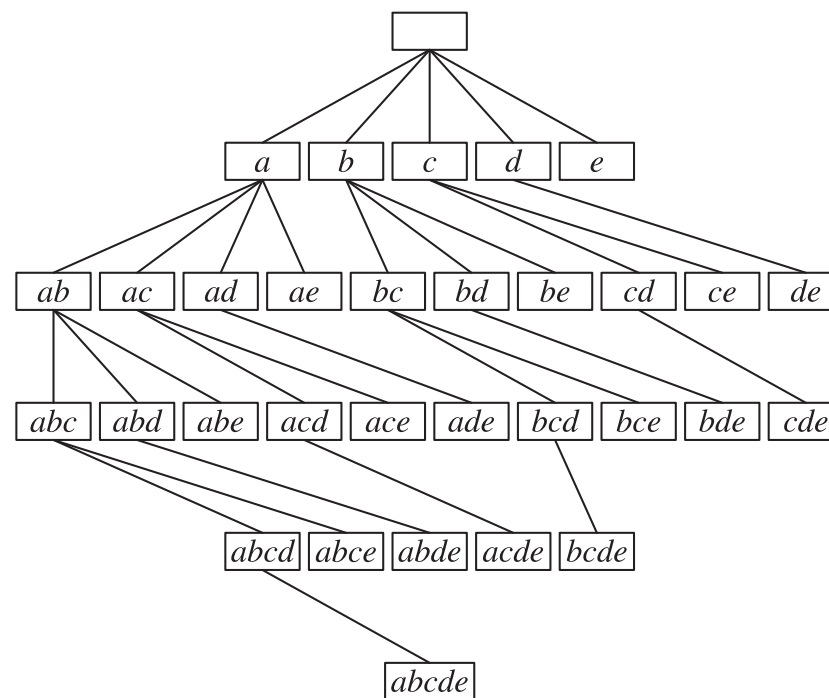 a b c d e
ab ac ad ae bc bd be cd ce de
abc abd abe acd ace ade bcd bce bde cde
abcd abce abde acde bcde
abcde